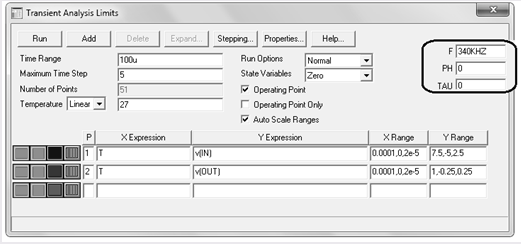 Transient Analysis Limits
x
Run Add Delete Expand... Stepping... Properties... Help...
Time Range 100u Run Options Normal
Maximum Time Step 5 State Variables Zero
Number of Points 51 Operating Point
Temperature Linear 27 Operating Point Only
Auto Scale Ranges
F 340KHZ
PH 0
TAU 0
P X Expression Y Expression X Range Y Range
1 T v(IN) 0.0001,0,2e-5 7.5,-5,2.5
2 T v(OUT) 0.0001,0,2e-5 1,-0.25,0.25